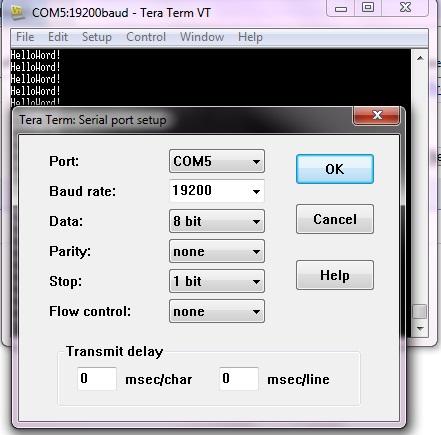 COM5:19200baud - Tera Term VT
File Edit Setup Control Window Help
HelloWord!
HelloWord!
HelloWord!
HelloWord!
HelloWord!
Tera Term: Serial port setup
Port: COM5 OK
Baud rate: 19200
Data: 8 bit Cancel
Parity: none
Stop: 1 bit Help
Flow control: none
Transmit delay
0 msec/char 0 msec/line